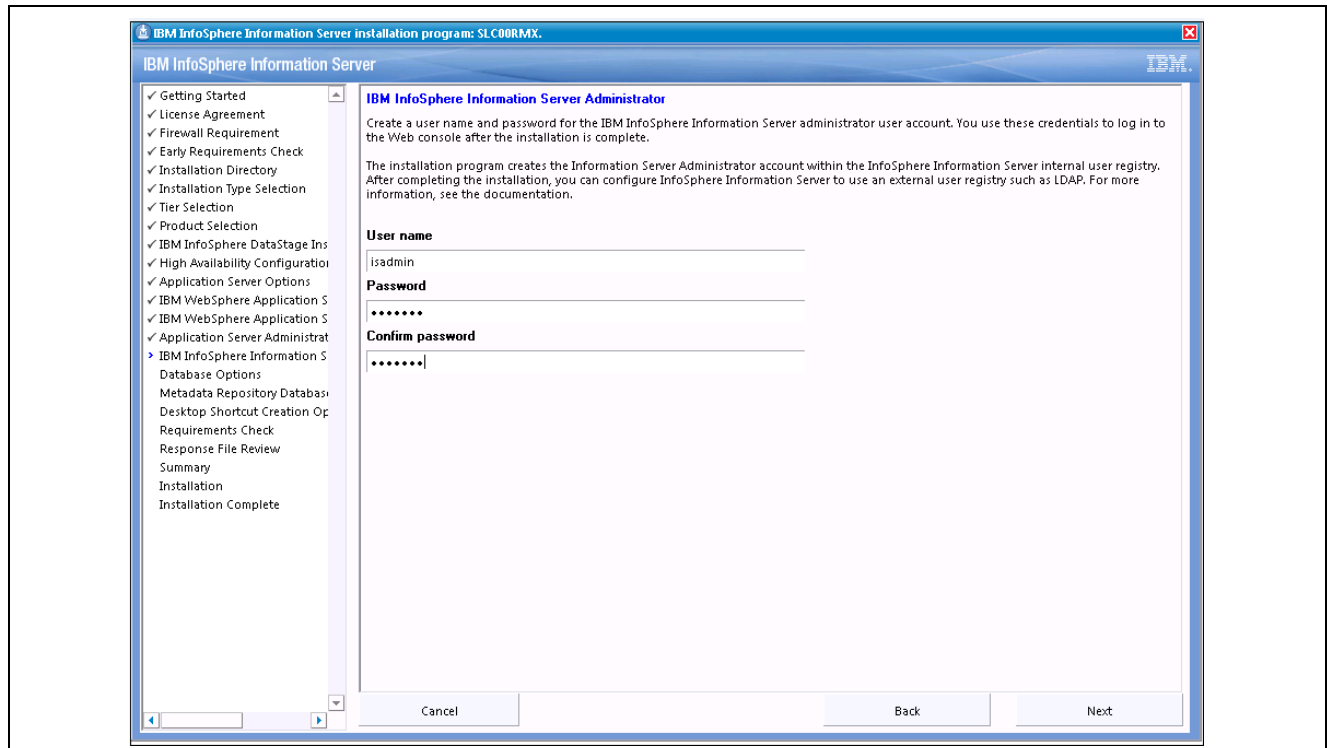 IBM InfoSphere Information Server installation program: SLC00RMX.
IBM InfoSphere Information Server
IBM.
✓ Getting Started
✓ License Agreement
✓ Firewall Requirement
✓ Early Requirements Check
✓ Installation Directory
✓ Installation Type Selection
✓ Tier Selection
✓ Product Selection
✓ IBM InfoSphere DataStage Ins
✓ High Availability Configuration
✓ Application Server Options
✓ IBM WebSphere Application S
✓ IBM WebSphere Application S
✓ Application Server Administrat
> IBM InfoSphere Information S
Database Options
Metadata Repository Databas
Desktop Shortcut Creation Op
Requirements Check
Response File Review
Summary
Installation
Installation Complete
IBM InfoSphere Information Server Administrator
Create a user name and password for the IBM InfoSphere Information Server administrator user account. You use these credentials to log in to
the Web console after the installation is complete.
The installation program creates the Information Server Administrator account within the InfoSphere Information Server internal user registry.
After completing the installation, you can configure InfoSphere Information Server to use an external user registry such as LDAP. For more
information, see the documentation.
User name
isadmin
Password
•••••••
Confirm password
•••••••
Cancel
Back
Next